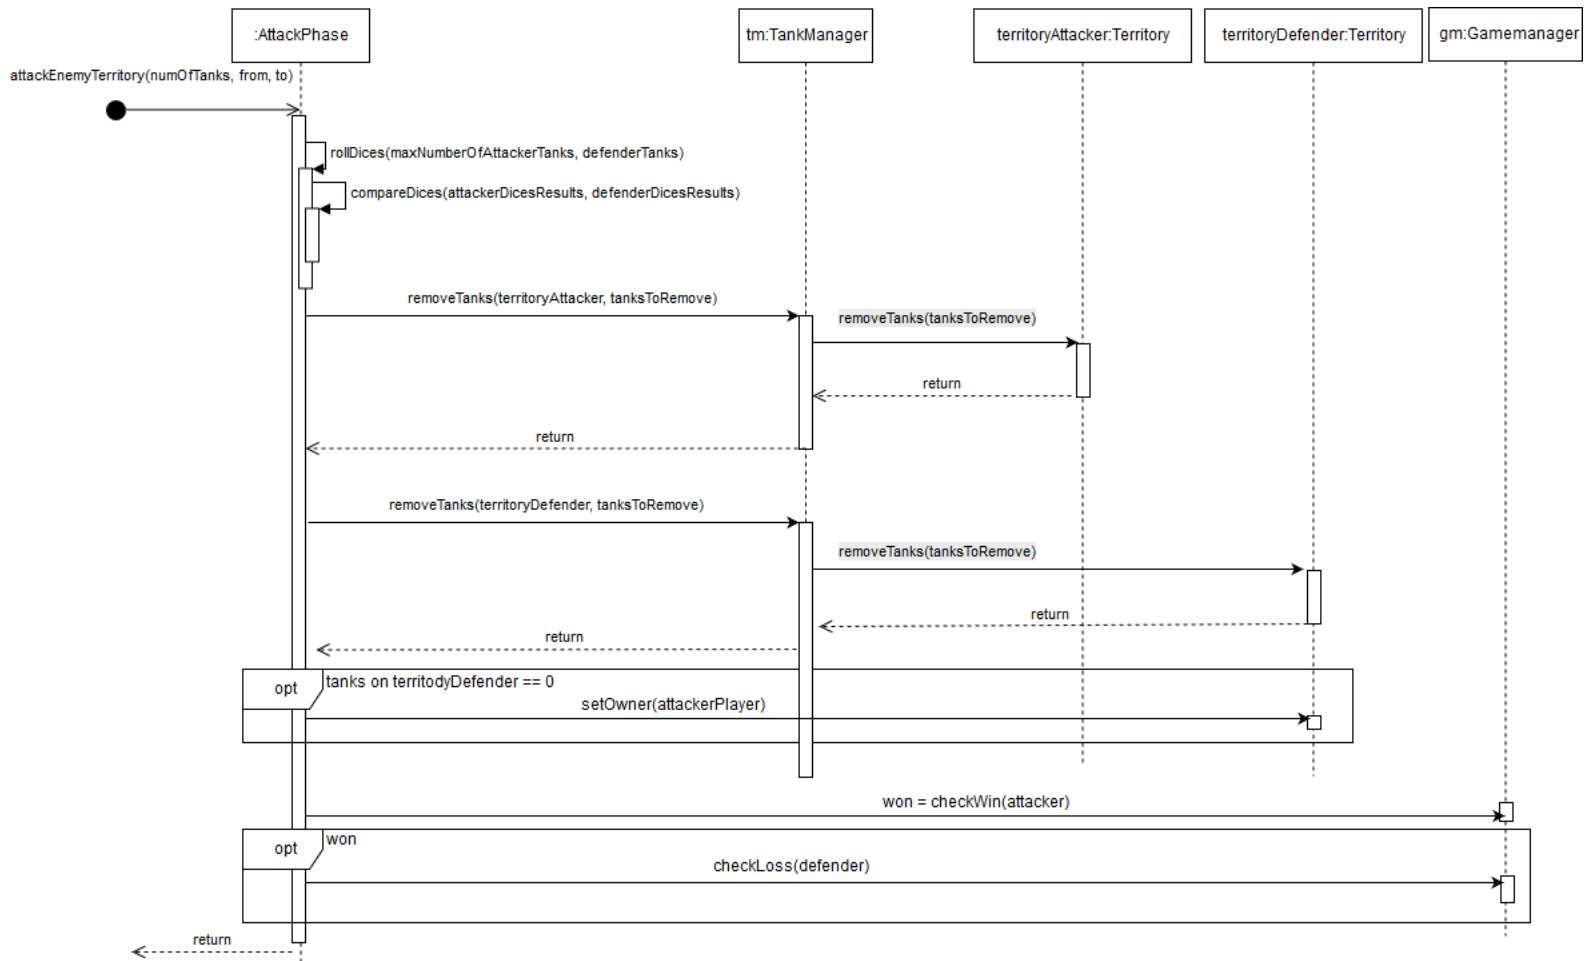 :AttackPhase
tm:TankManager
territoryAttacker:Territory
territoryDefender:Territory
gm:Gamemanager
attackEnemyTerritory(numOfTanks, from, to)
rollDices(maxNumberOfAttackerTanks, defenderTanks)
compareDices(attackerDicesResults, defenderDicesResults)
removeTanks(territoryAttacker, tanksToRemove)
removeTanks(tanksToRemove)
return
return
removeTanks(territoryDefender, tanksToRemove)
removeTanks(tanksToRemove)
return
return
opt
tanks on territodyDefender == 0
setOwner(attackerPlayer)
won = checkWin(attacker)
opt
won
checkLoss(defender)
return